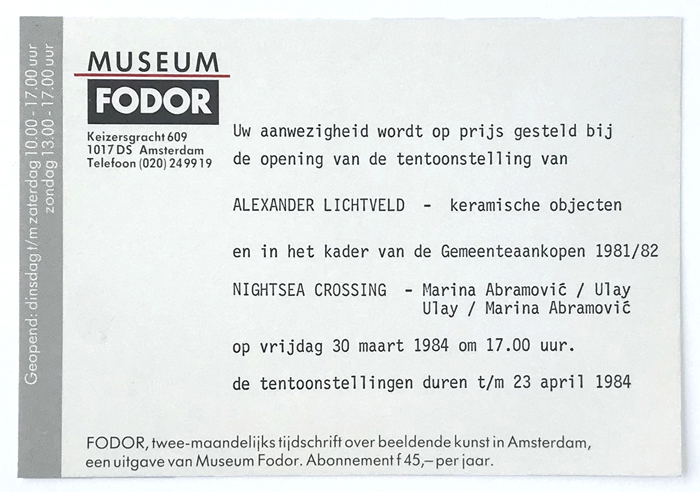 Geopend: dinsdag t/m zaterdag 10.00 - 17.00 uur
zondag 13.00 - 17.00 uur
MUSEUM
FODOR
Keizersgracht 609
1017 DS Amsterdam
Telefoon (020) 249919
Uw aanwezigheid wordt op prijs gesteld bij
de opening van de tentoonstelling van
ALEXANDER LICHTVELD - keramische objecten
en in het kader van de Gemeenteaankopen 1981/82
NIGHTSEA CROSSING - Marina Abramović / Ulay
Ulay / Marina Abramović
op vrijdag 30 maart 1984 om 17.00 uur.
de tentoonstellingen duren t/m 23 april 1984
FODOR, twee-maandelijks tijdschrift over beeldende kunst in Amsterdam,
een uitgave van Museum Fodor. Abonnement f 45,– per jaar.